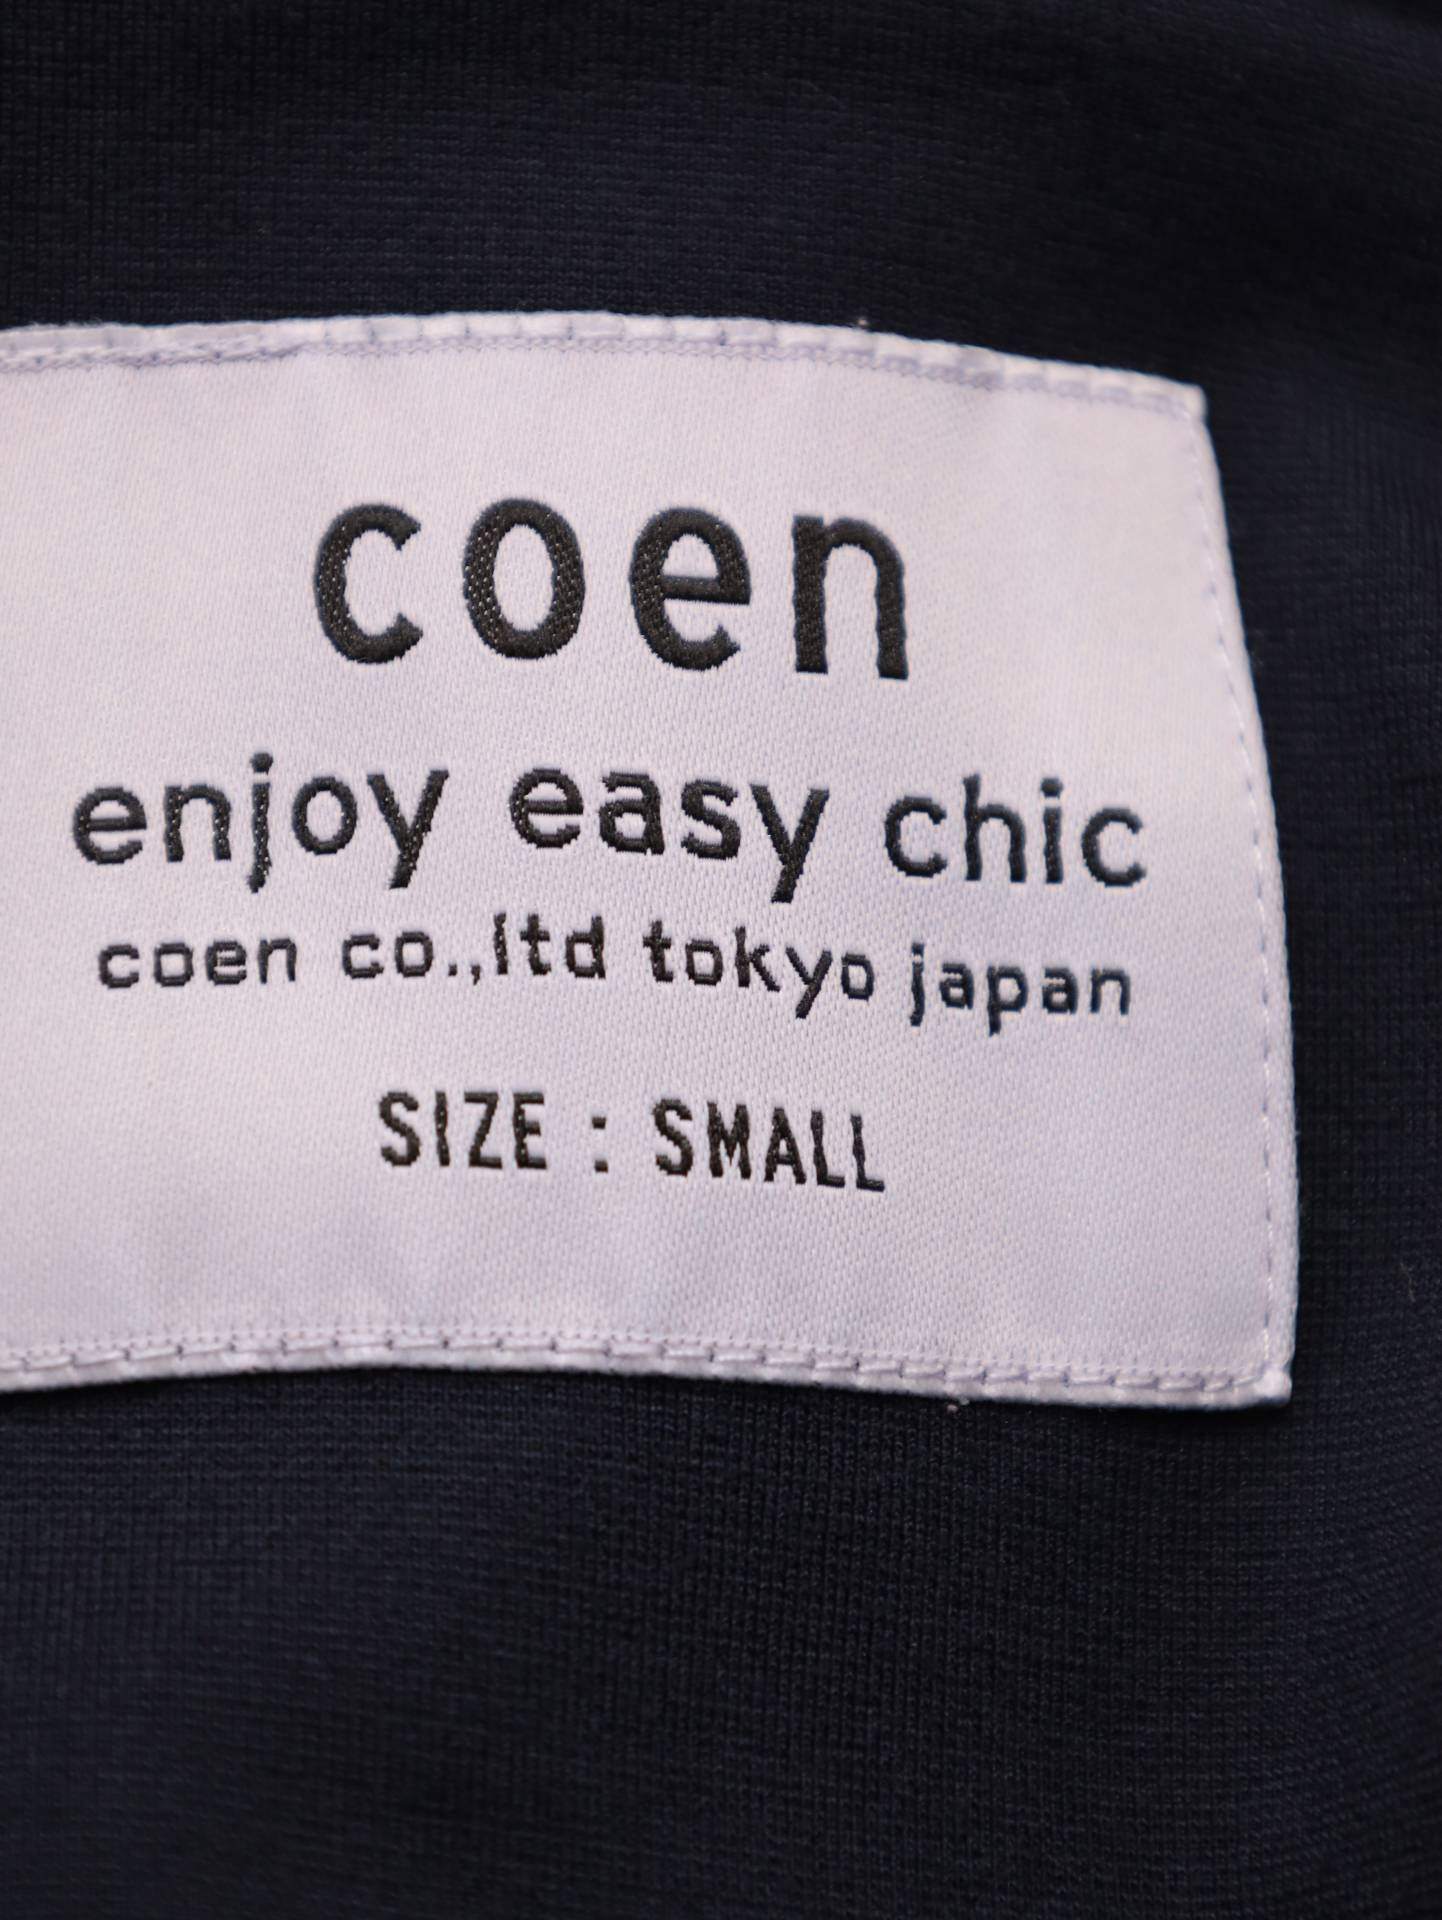 coen
enjoy easy chic
coen co.,ltd tokyo japan
SIZE : SMALL